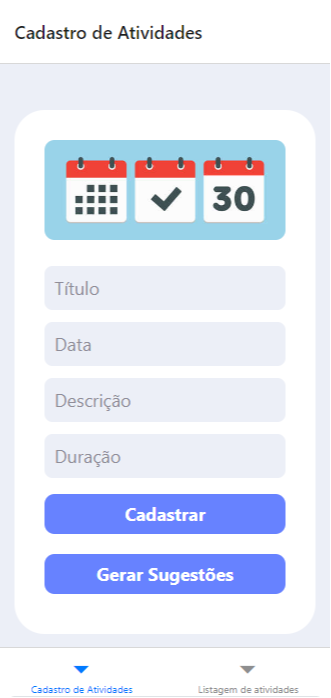 Cadastro de Atividades
30
Título
Data
Descrição
Duração
Cadastrar
Gerar Sugestões
Cadastro de Atividades
Listagem de atividades